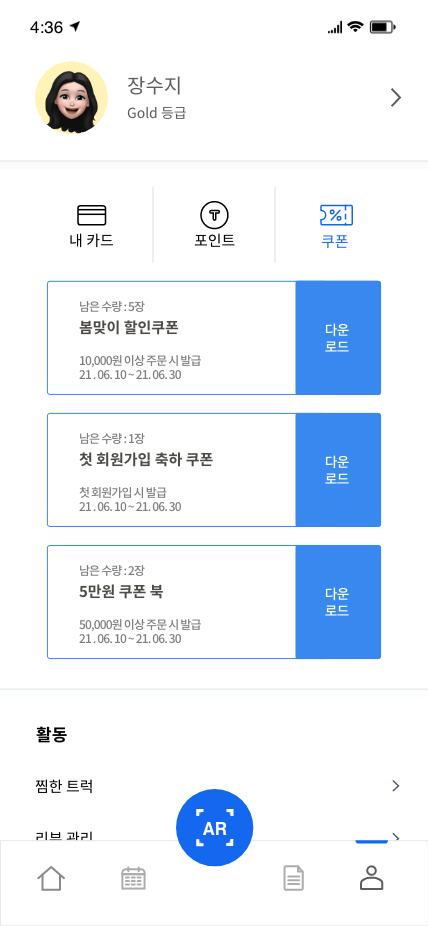 4:36
장수지
Gold 등급
내 카드
포인트
쿠폰
남은 수량 : 5장
봄맞이 할인쿠폰
10,000원 이상 주문 시 발급
21 . 06. 10 ~ 21. 06. 30
다운
로드
남은 수량 : 1장
첫 회원가입 축하 쿠폰
첫 회원가입 시 발급
21 . 06. 10 ~ 21. 06. 30
다운
로드
남은 수량 : 2장
5만원 쿠폰 북
50,000원 이상 주문 시 발급
21 . 06. 10 ~ 21. 06. 30
다운
로드
활동
찜한 트럭
리뷰 관리
AR